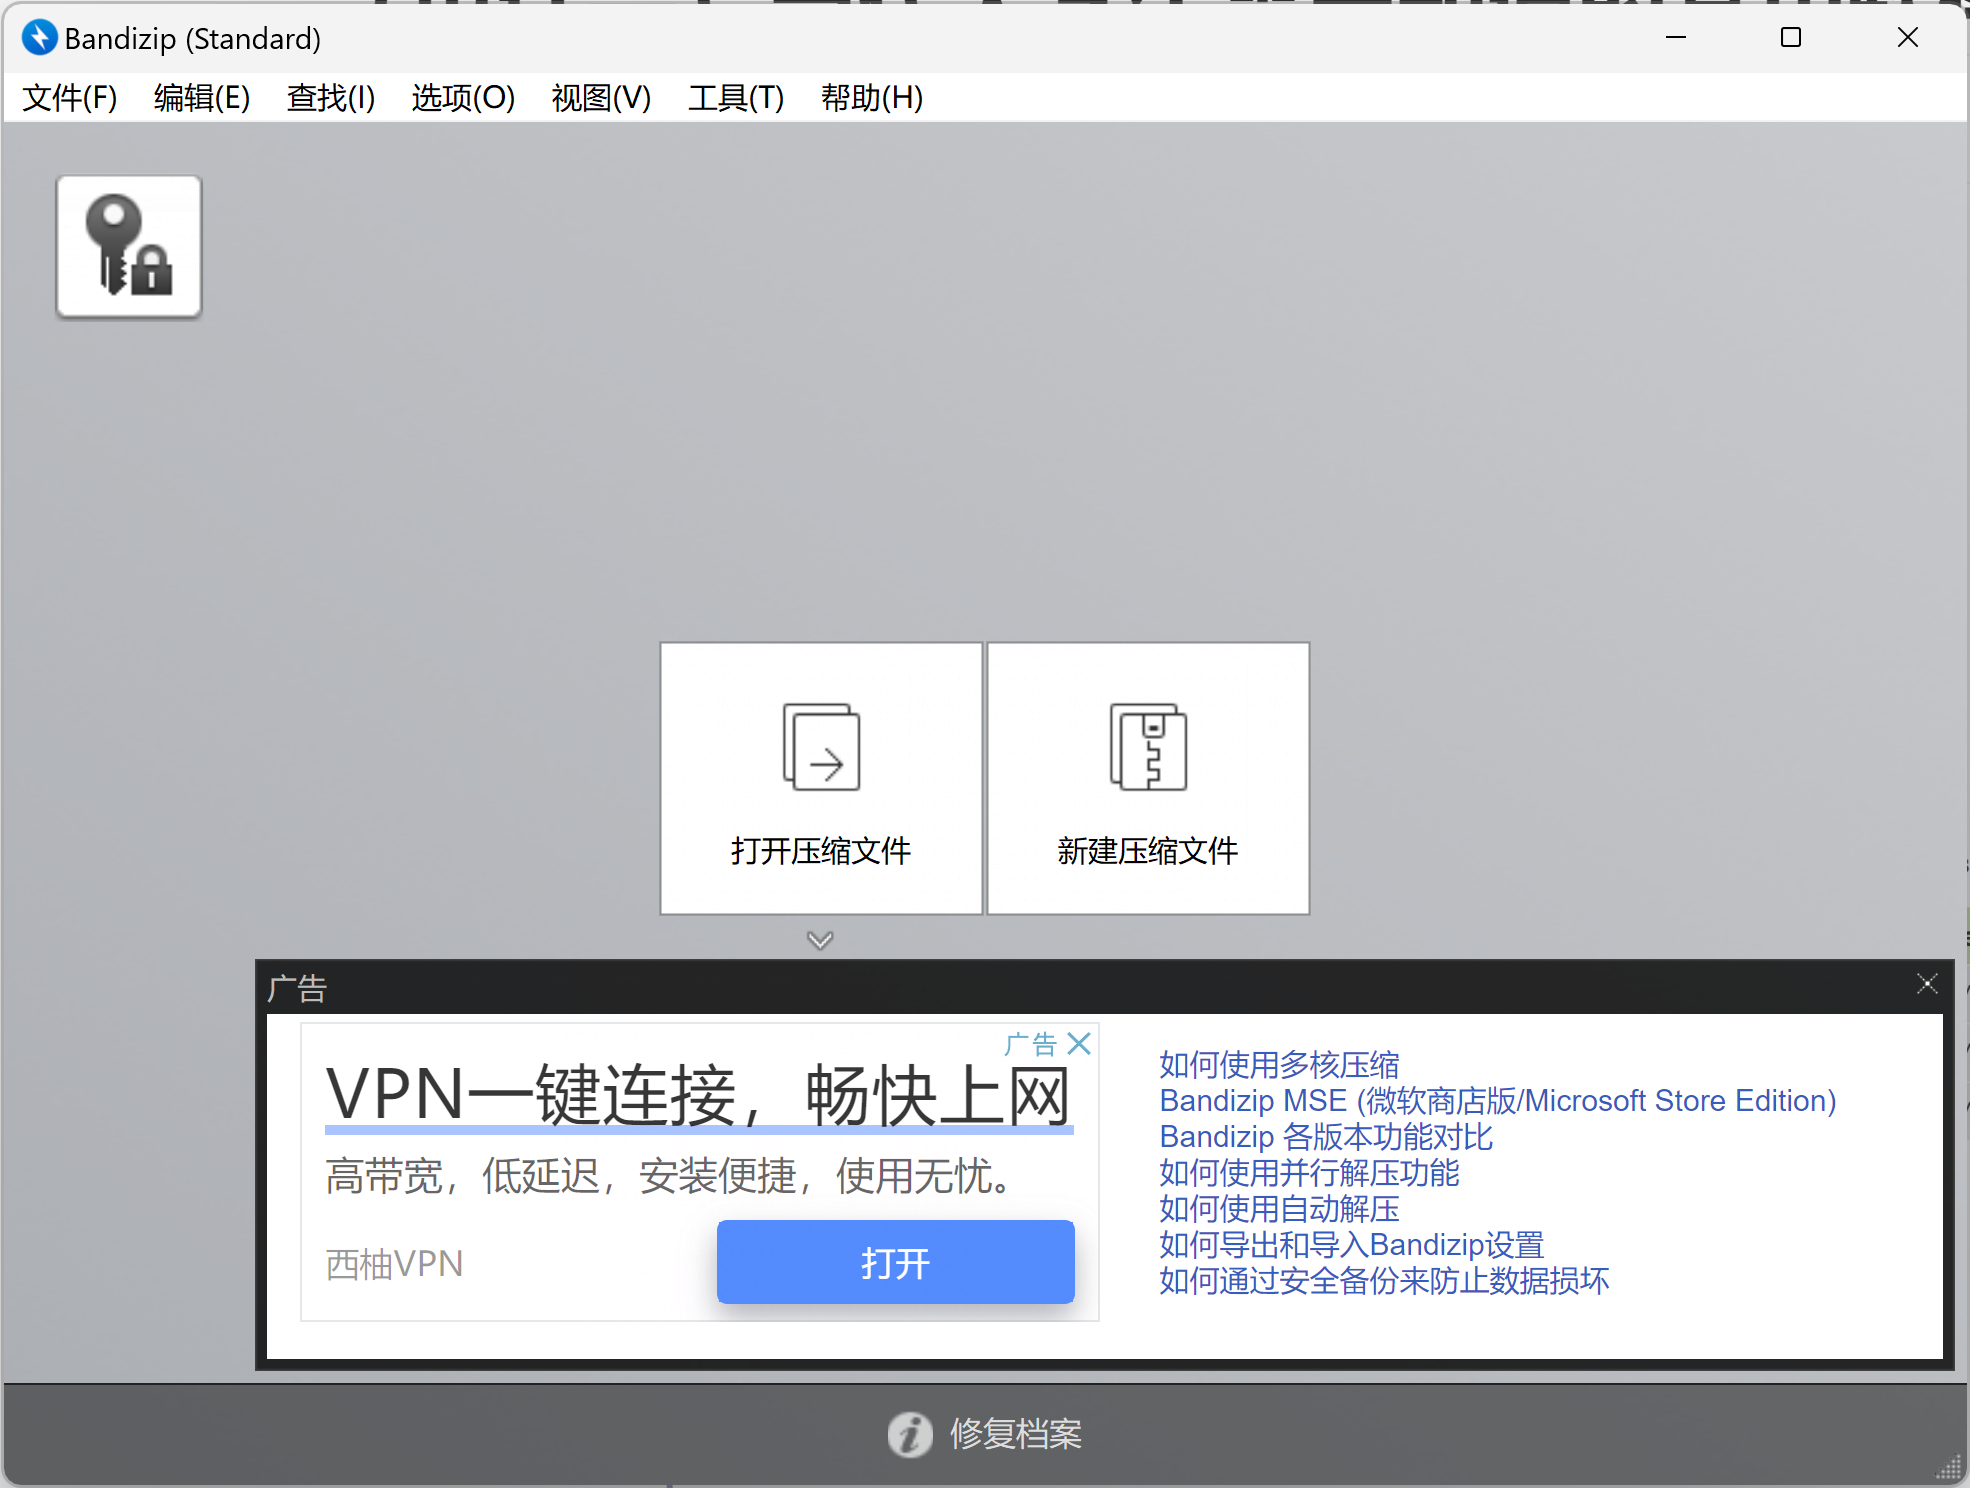 Bandizip (Standard)
文件(F) 编辑(E) 查找(I) 选项(O) 视图(V) 工具(T) 帮助(H)
打开压缩文件
新建压缩文件
广告
广告
VPN一键连接，畅快上网
高带宽，低延迟，安装便捷，使用无忧。
西柚VPN
打开
如何使用多核压缩
Bandizip MSE (微软商店版/Microsoft Store Edition)
Bandizip 各版本功能对比
如何使用并行解压功能
如何使用自动解压
如何导出和导入Bandizip设置
如何通过安全备份来防止数据损坏
修复档案